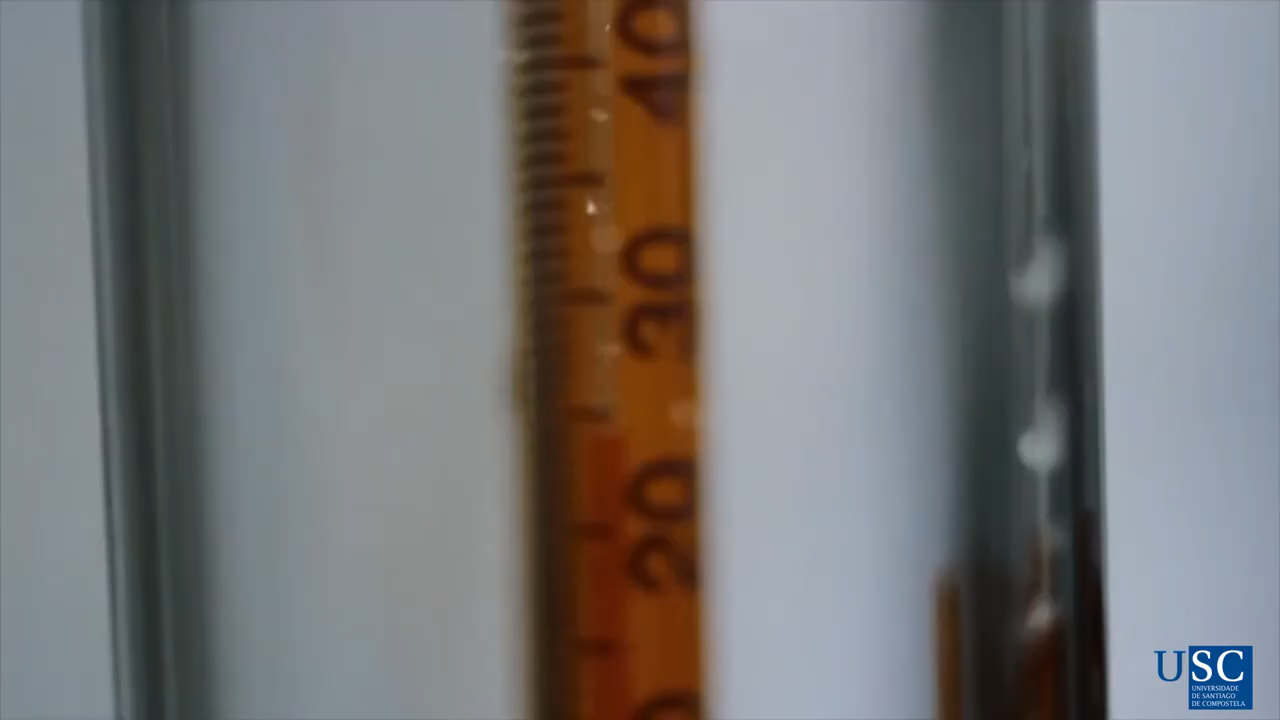 40
30
20
USC
UNIVERSIDADE
DE SANTIAGO
DE COMPOSTELA